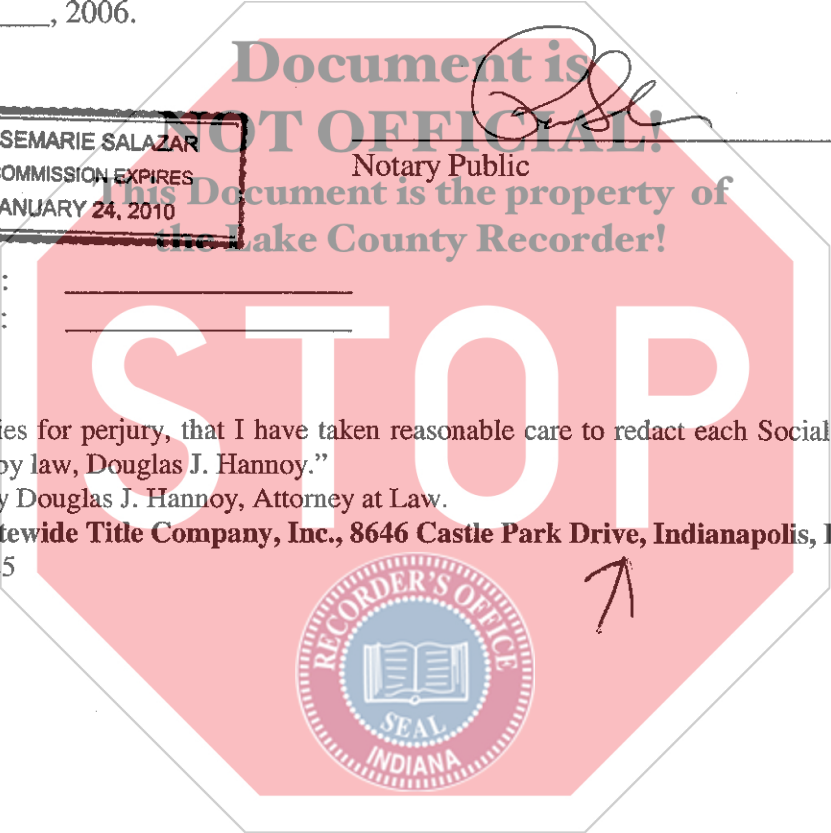 , 2006.
Document is
NOT OFFICIAL!
SEMARIE SALAZAR
Notary Public
OMMISSION EXPIRES
This Document is the property of
ANUARY 24, 2010
the Lake County Recorder!
:
:
STOP
ies for perjury, that I have taken reasonable care to redact each Social
by law, Douglas J. Hannoy.”
y Douglas J. Hannoy, Attorney at Law.
tewide Title Company, Inc., 8646 Castle Park Drive, Indianapolis, I
5
RECORDER'S OFFICE
SEAL
INDIANA